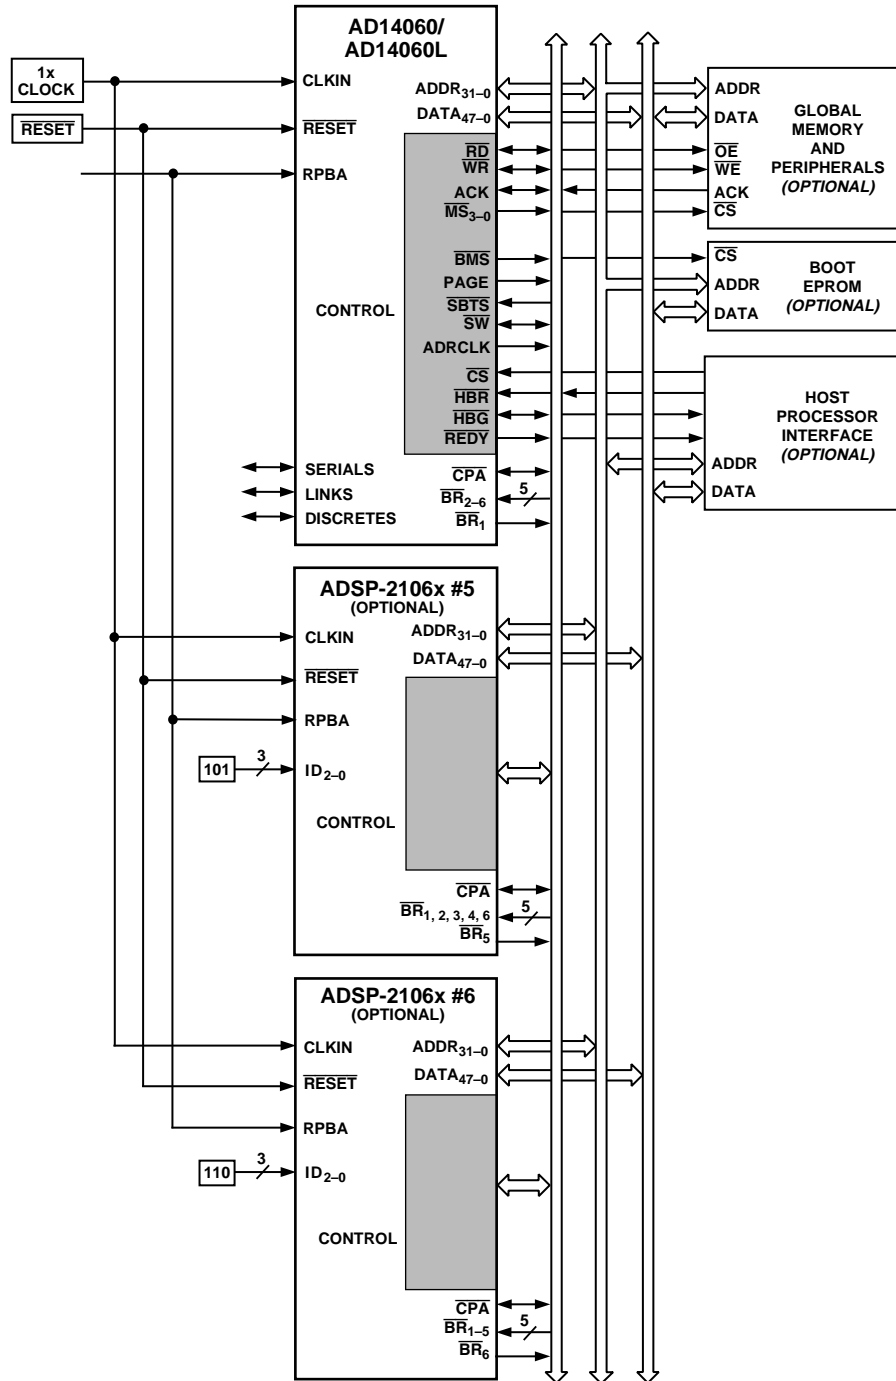 AD14060/
AD14060L
1x
CLOCK
RESET
CLKIN
RESET
RPBA
ADDR31–0
DATA47–0
RD
WR
ACK
MS3–0
BMS
PAGE
SBTS
SW
ADRCLK
CS
HBR
HBG
REDY
CONTROL
SERIALS
LINKS
DISCRETES
CPA
BR2–6
5
BR1
ADDR
DATA
OE
WE
ACK
CS
GLOBAL
MEMORY
AND
PERIPHERALS
(OPTIONAL)
CS
ADDR
DATA
BOOT
EPROM
(OPTIONAL)
HOST
PROCESSOR
INTERFACE
(OPTIONAL)
ADDR
DATA
ADSP-2106x #5
(OPTIONAL)
CLKIN
RESET
RPBA
101
3
ID2–0
ADDR31–0
DATA47–0
CONTROL
CPA
BR1, 2, 3, 4, 6
5
BR5
ADSP-2106x #6
(OPTIONAL)
CLKIN
RESET
RPBA
110
3
ID2–0
ADDR31–0
DATA47–0
CONTROL
CPA
BR1–5
5
BR6